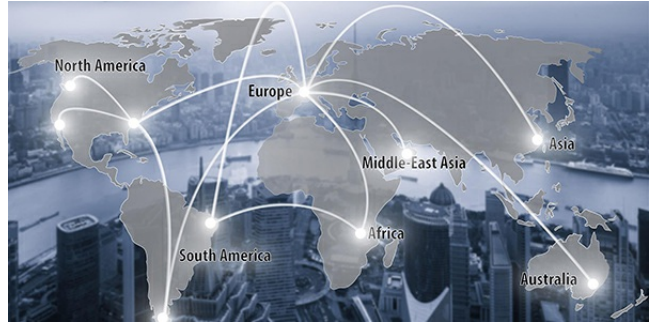 North America
Europe
Asia
Middle-East Asia
Africa
South America
Australia